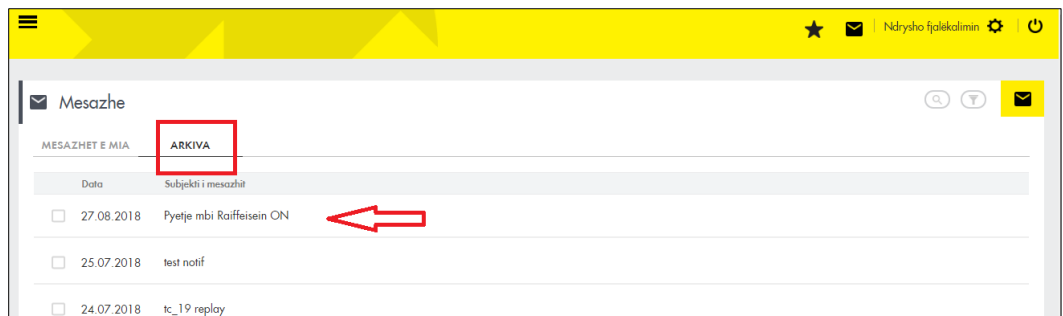 Ndrysho fjalëkalimin
Mesazhe
MESAZHET E MIA ARKIVA
Data Subjekti i mesazhit
27.08.2018 Pyetje mbi Raiffeisein ON
25.07.2018 test notif
24.07.2018 tc_19 replay